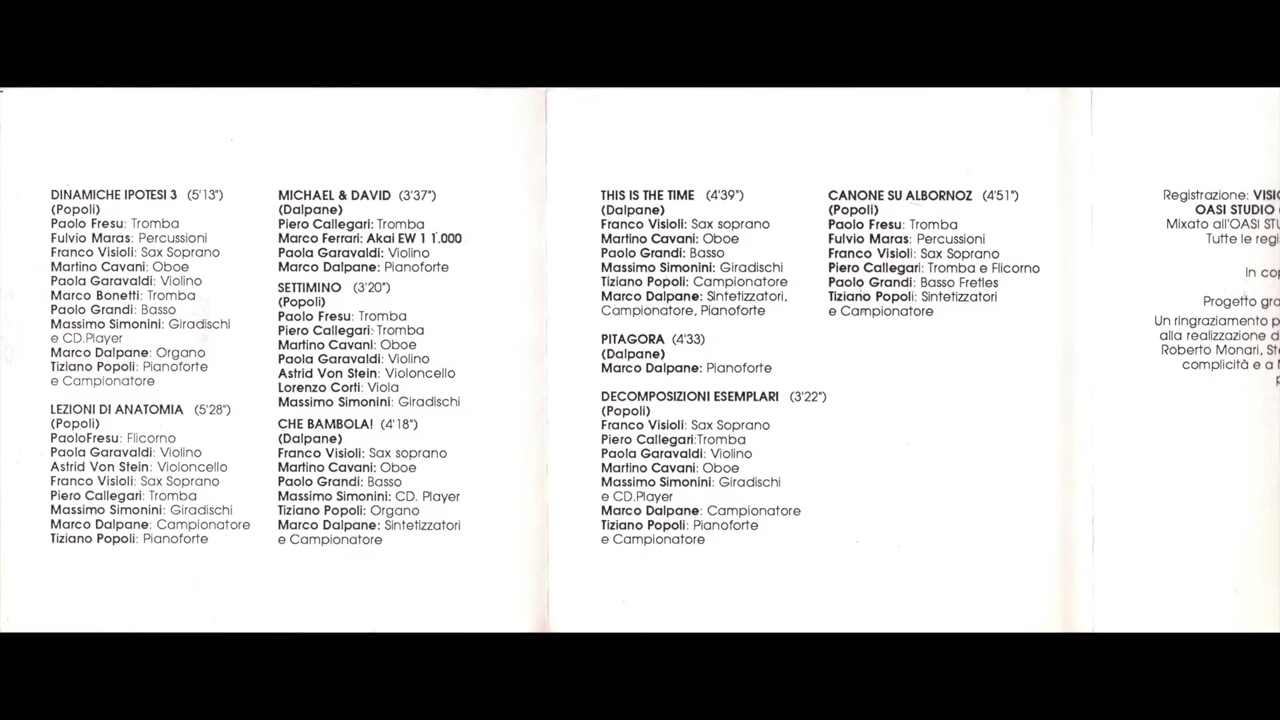 DINAMICHE IPOTESI 3 (5'13")
(Popoli)
Paolo Fresu: Tromba
Fulvio Maras: Percussioni
Franco Visioli: Sax Soprano
Martino Cavani: Oboe
Paola Garavaldi: Violino
Marco Bonetti: Tromba
Paolo Grandi: Basso
Massimo Simonini: Giradischi
e CD.Player
Marco Dalpane: Organo
Tiziano Popoli: Pianoforte
e Campionatore
LEZIONI DI ANATOMIA (5'28")
(Popoli)
PaoloFresu: Flicorno
Paola Garavaldi: Violino
Astrid Von Stein: Violoncello
Franco Visioli: Sax Soprano
Piero Callegari: Tromba
Massimo Simonini: Giradischi
Marco Dalpane: Campionatore
Tiziano Popoli: Pianoforte
MICHAEL & DAVID (3'37")
(Dalpane)
Piero Callegari: Tromba
Marco Ferrari: Akai EW 1 1.000
Paola Garavaldi: Violino
Marco Dalpane: Pianoforte
SETTIMINO (3'20")
(Popoli)
Paolo Fresu: Tromba
Piero Callegari: Tromba
Martino Cavani: Oboe
Paola Garavaldi: Violino
Astrid Von Stein: Violoncello
Lorenzo Corti: Viola
Massimo Simonini: Giradischi
CHE BAMBOLA! (4'18")
(Dalpane)
Franco Visioli: Sax soprano
Martino Cavani: Oboe
Paolo Grandi: Basso
Massimo Simonini: CD. Player
Tiziano Popoli: Organo
Marco Dalpane: Sintetizzatori
e Campionatore
THIS IS THE TIME (4'39")
(Dalpane)
Franco Visioli: Sax soprano
Martino Cavani: Oboe
Paolo Grandi: Basso
Massimo Simonini: Giradischi
Tiziano Popoli: Campionatore
Marco Dalpane: Sintetizzatori,
Campionatore, Pianoforte
PITAGORA (4'33)
(Dalpane)
Marco Dalpane: Pianoforte
DECOMPOSIZIONI ESEMPLARI (3'22")
(Popoli)
Franco Visioli: Sax Soprano
Piero Callegari:Tromba
Paola Garavaldi: Violino
Martino Cavani: Oboe
Massimo Simonini: Giradischi
e CD.Player
Marco Dalpane: Campionatore
Tiziano Popoli: Pianoforte
e Campionatore
CANONE SU ALBORNOZ (4'51")
(Popoli)
Paolo Fresu: Tromba
Fulvio Maras: Percussioni
Franco Visioli: Sax Soprano
Piero Callegari: Tromba e Flicorno
Paolo Grandi: Basso Fretles
Tiziano Popoli: Sintetizzatori
e Campionatore
Registrazione:
OASI STUDIO
Mixato all'OASI
Tutte le
In
Progetto
Un ringraziamento
alla realizzazione
Roberto Monari,
complicità e a